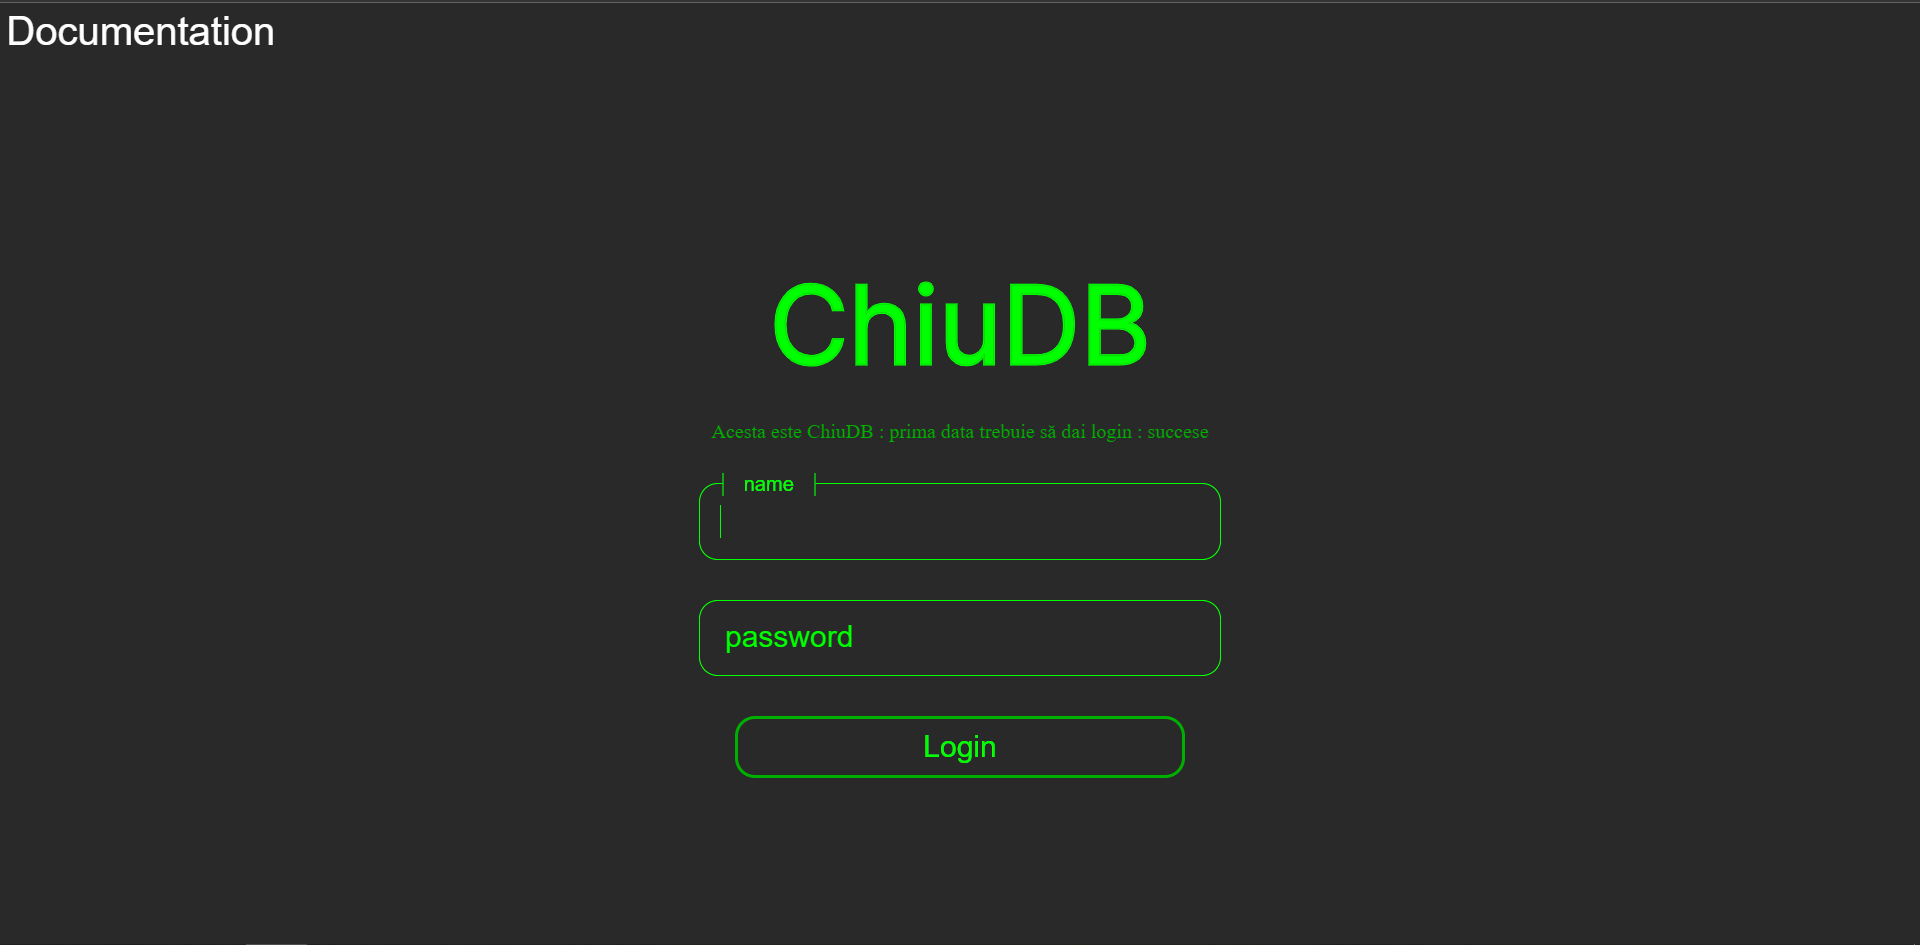 Documentation
ChiuDB
Acesta este ChiuDB : prima data trebuie să dai login : succese
name
password
Login